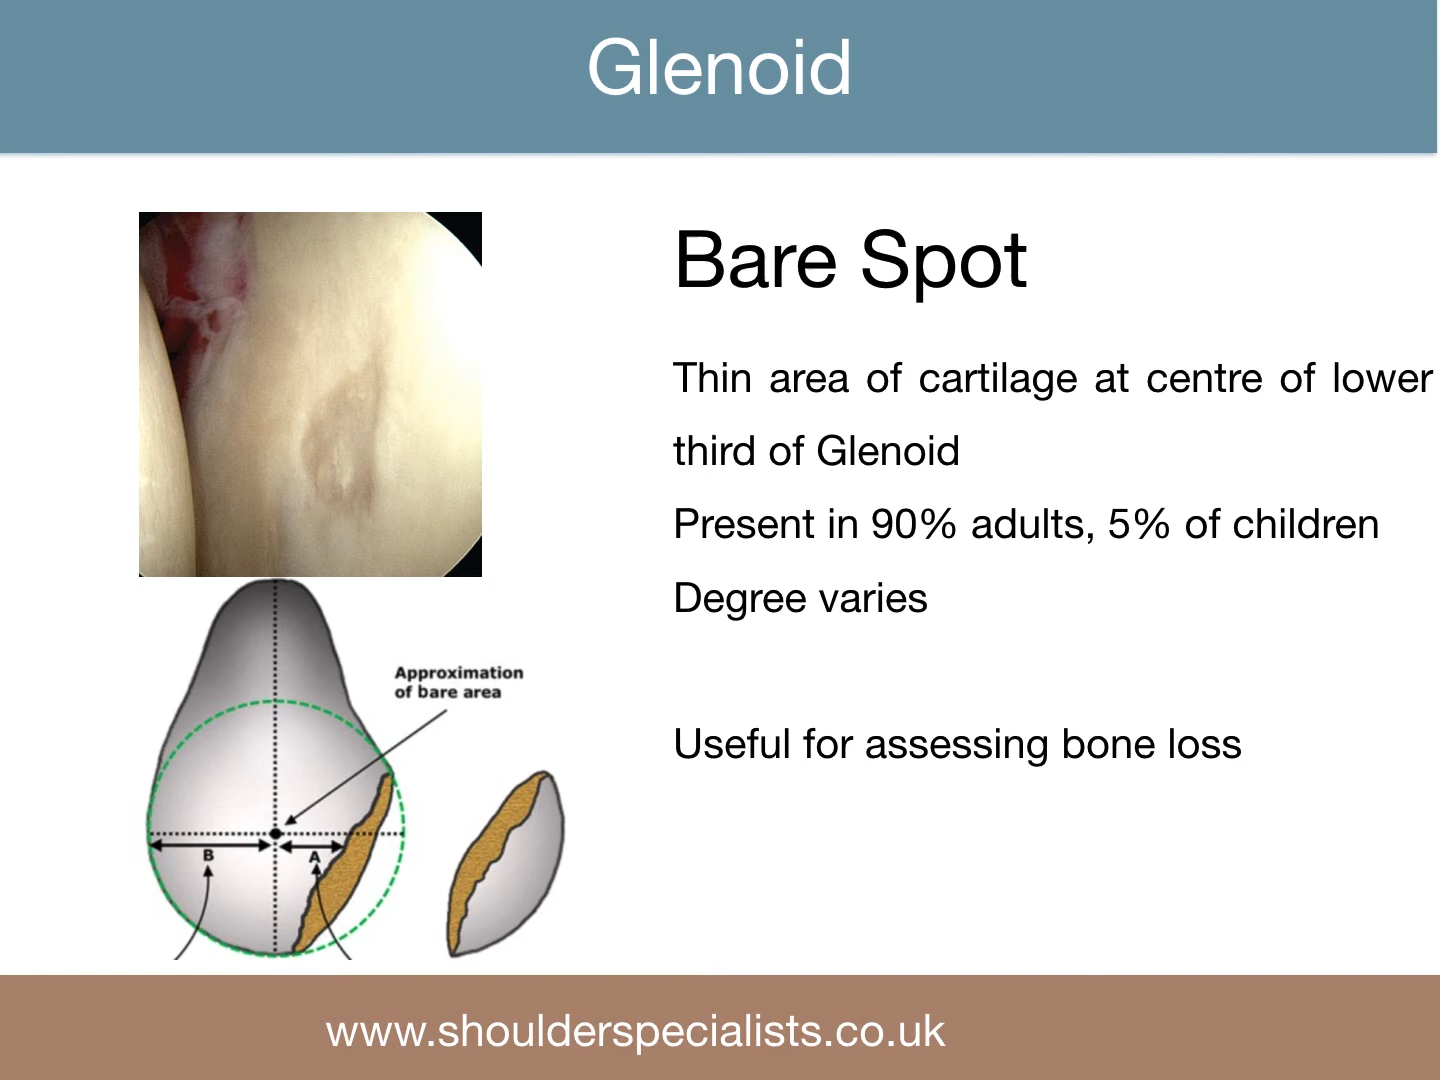 Glenoid
Bare Spot
Thin area of cartilage at centre of lower
third of Glenoid
Present in 90% adults, 5% of children
Degree varies
Useful for assessing bone loss
Approximation
of bare area
B
A
www.shoulderspecialists.co.uk